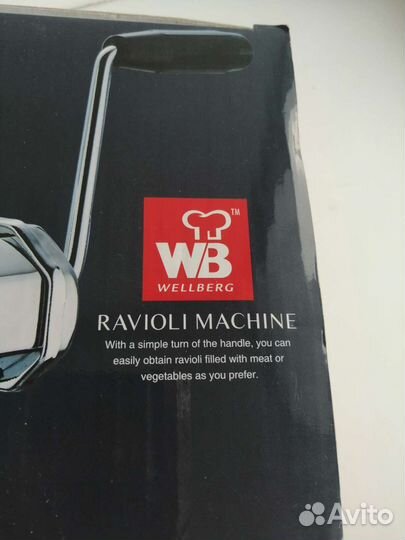 TM
WB
WELLBERG
RAVIOLI MACHINE
With a simple turn of the handle, you can
easily obtain ravioli filled with meat or
vegetables as you prefer.
Avito